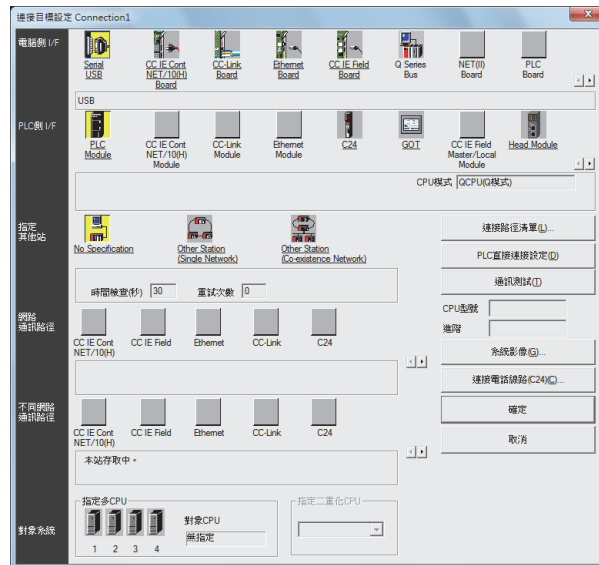 連接目標設定 Connection1
電腦側 I/F
Serial
USB
CC IE Cont
NET/10(H)
Board
CC-Link
Board
Ethernet
Board
CC IE Field
Board
Q Series
Bus
NET(II)
Board
PLC
Board
USB
PLC側 I/F
PLC
Module
CC IE Cont
NET/10(H)
Module
CC-Link
Module
Ethernet
Module
C24
GOT
CC IE Field
Master/Local
Module
Head Module
CPU模式 QCPU(Q模式)
指定
其他站
No Specification
Other Station
(Single Network)
Other Station
(Co-existence Network)
時間檢查(秒) 30 重試次數 0
連接路徑清單(L)...
PLC直接連接設定(D)
通訊測試(T)
CPU型號
進階
系統影像(G)...
連接電話線路(C24)(C)...
確定
取消
網路
通訊路徑
CC IE Cont
NET/10(H)
CC IE Field
Ethernet
CC-Link
C24
不同網路
通訊路徑
CC IE Cont
NET/10(H)
CC IE Field
Ethernet
CC-Link
C24
本站存取中。
對象系統
指定多CPU
1 2 3 4
對象CPU
無指定
指定二重化CPU